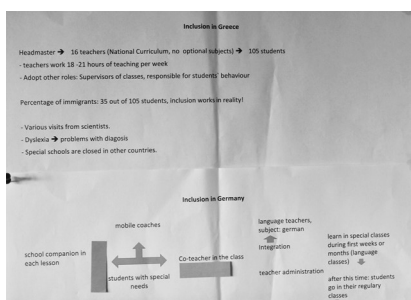 Inclusion in Greece
Headmaster ➔ 16 teachers (National Curriculum, no optional subjects) ➔ 105 students
- teachers work 18 -21 hours of teaching per week
- Adopt other roles: Supervisors of classes, responsible for students' behaviour
Percentage of immigrants: 35 out of 105 students, inclusion works in reality!
- Various visits from scientists.
- Dyslexia ➔ problems with diagosis
- Special schools are closed in other countries.
Inclusion in Germany
mobile coaches
school companion in
each lesson
students with special
needs
Co-teacher in the class
language teachers,
subject: german
Integration
teacher administration
learn in special classes
during first weeks or
months (language
classes)
after this time: students
go in their regulary
classes